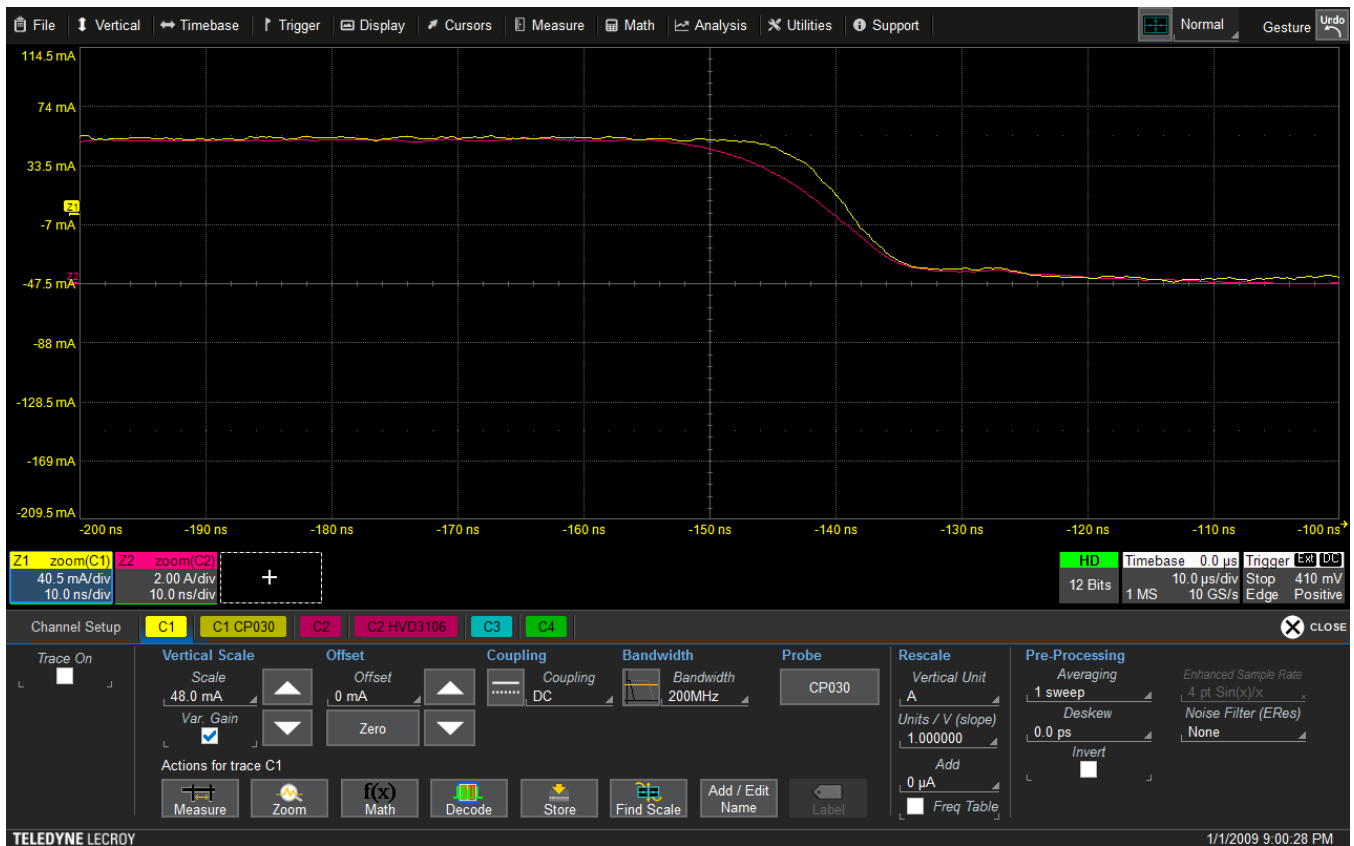 File Vertical Timebase Trigger Display Cursors Measure Math Analysis Utilities Support Normal Gesture Undo
114.5 mA
74 mA
33.5 mA
Z1
-7 mA
Z2
-47.5 mA
-88 mA
-128.5 mA
-169 mA
-209.5 mA
-200 ns -190 ns -180 ns -170 ns -160 ns -150 ns -140 ns -130 ns -120 ns -110 ns -100 ns
Z1 zoom(C1) Z2 zoom(C2) HD Timebase 0.0 µs Trigger Ext DC
40.5 mA/div 2.00 A/div + 12 Bits 10.0 µs/div Stop 410 mV
10.0 ns/div 10.0 ns/div 1 MS 10 GS/s Edge Positive
Channel Setup C1 C1 CP030 C2 C2 HVD3106 C3 C4 CLOSE
Trace On Vertical Scale Offset Coupling Bandwidth Probe Rescale Pre-Processing
Scale Offset Coupling Bandwidth CP030 Vertical Unit Averaging Enhanced Sample Rate
48.0 mA 0 mA DC 200MHz A 1 sweep 4 pt Sin(x)/x
Var. Gain Zero Units / V (slope) Deskew Noise Filter (ERes)
1.000000 0.0 ps None
Actions for trace C1 Add Invert
0 µA
Measure Zoom f(x) Math Decode Store Find Scale Add / Edit Name Label Freq Table
TELEDYNE LECROY 1/1/2009 9:00:28 PM